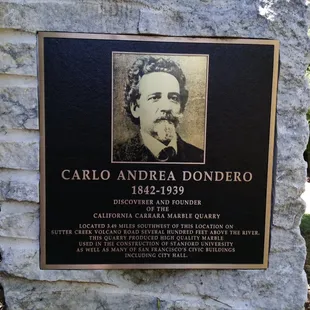 CARLO ANDREA DONDERO
1842-1939
DISCOVERER AND FOUNDER
OF THE
CALIFORNIA CARRARA MARBLE QUARRY
LOCATED 3.49 MILES SOUTHWEST OF THIS LOCATION ON
SUTTER CREEK VOLCANO ROAD SEVERAL HUNDRED FEET ABOVE THE RIVER.
THIS QUARRY PRODUCED HIGH QUALITY MARBLE
USED IN THE CONSTRUCTION OF STANFORD UNIVERSITY
AS WELL AS MANY OF SAN FRANCISCO'S CIVIC BUILDINGS
INCLUDING CITY HALL.